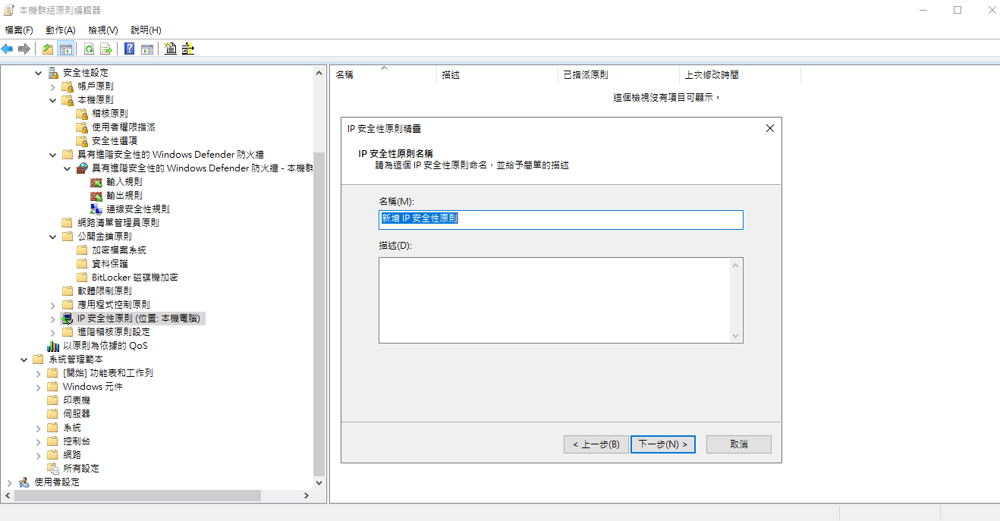 本機群組原則編輯器
檔案(F) 動作(A) 檢視(V) 說明(H)
安全性設定
帳戶原則
本機原則
稽核原則
使用者權限指派
安全性選項
具有進階安全性的 Windows Defender 防火牆
具有進階安全性的 Windows Defender 防火牆 - 本機群
輸入規則
輸出規則
連線安全性規則
網路清單管理員原則
公開金鑰原則
加密檔案系統
資料保護
BitLocker 磁碟機加密
軟體限制原則
應用程式控制原則
IP 安全性原則 (位置: 本機電腦)
進階稽核原則設定
以原則為依據的 QoS
系統管理範本
[開始] 功能表和工作列
Windows 元件
印表機
伺服器
系統
控制台
網路
所有設定
使用者設定
名稱 描述 已指派原則 上次修改時間
這個檢視沒有項目可顯示。
IP 安全性原則精靈
IP 安全性原則名稱
請為這個 IP 安全性原則命名，並給予簡單的描述
名稱(M):
新增 IP 安全性原則
描述(D):
< 上一步(B) 下一步(N) > 取消